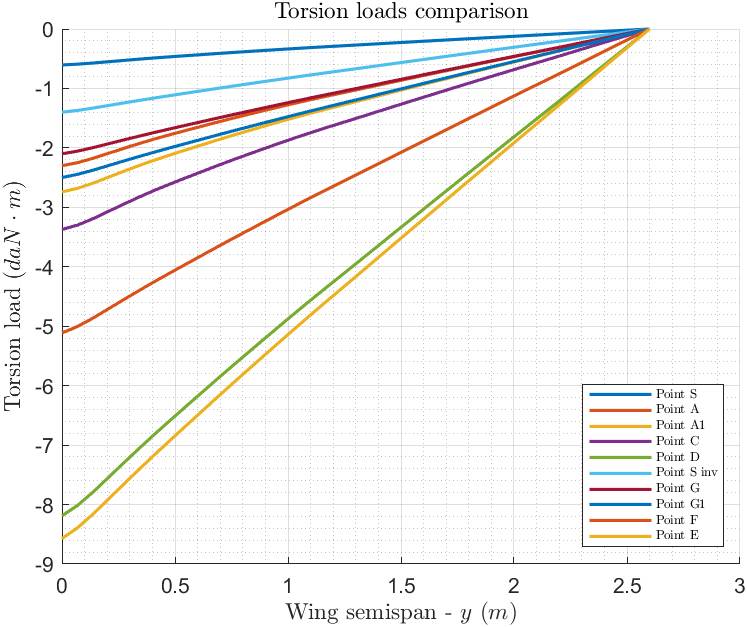 Torsion loads comparison
0
-1
-2
-3
-4
-5
-6
-7
-8
-9
Torsion load (daN · m)
Point S
Point A
Point A1
Point C
Point D
Point S inv
Point G
Point G1
Point F
Point E
0 0.5 1 1.5 2 2.5 3
Wing semispan - y (m)